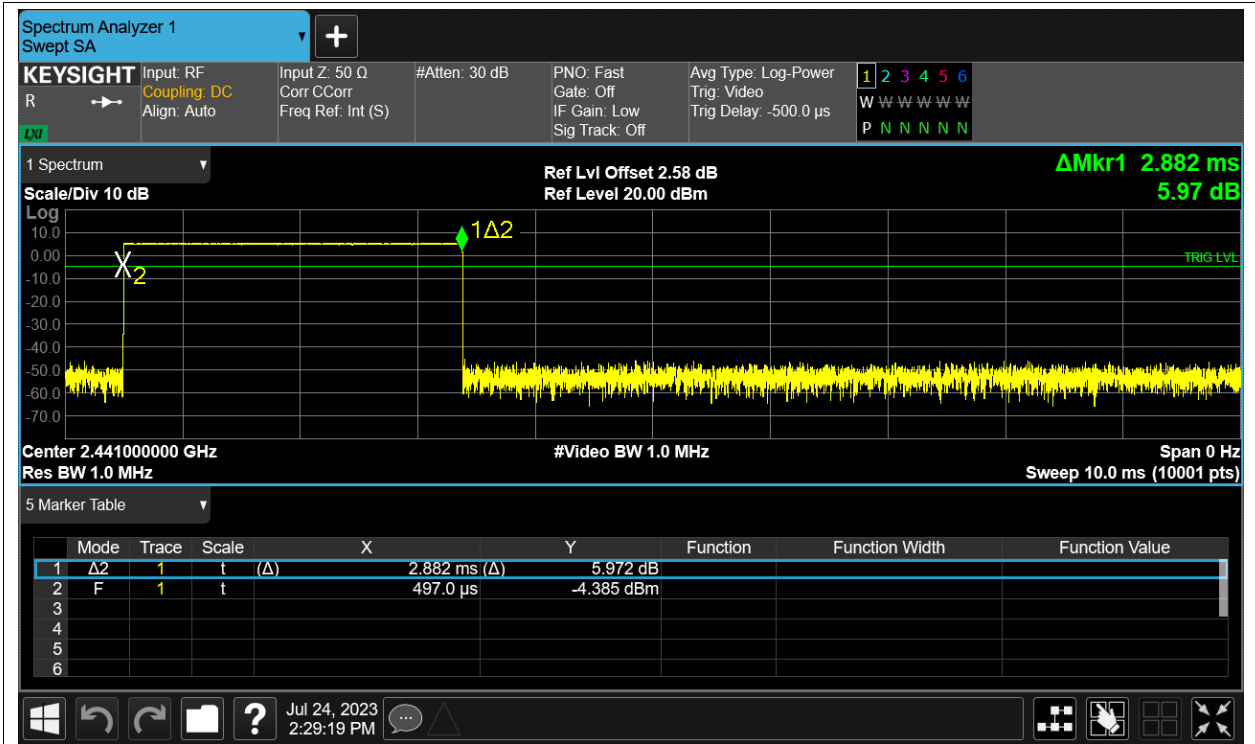 Spectrum Analyzer 1
Swept SA
+
KEYSIGHT Input: RF Input Z: 50 Ω #Atten: 30 dB PNO: Fast Avg Type: Log-Power 1 2 3 4 5 6
R Coupling: DC Corr CCorr Gate: Off Trig: Video W W W W W W
Align: Auto Freq Ref: Int (S) IF Gain: Low Trig Delay: -500.0 µs
LXI Sig Track: Off P N N N N N
1 Spectrum Ref Lvl Offset 2.58 dB ΔMkr1 2.882 ms
Scale/Div 10 dB Ref Level 20.00 dBm 5.97 dB
Log
10.0 1Δ2
0.00 TRIG LVL
2
-10.0
-20.0
-30.0
-40.0
-50.0
-60.0
-70.0
Center 2.441000000 GHz #Video BW 1.0 MHz Span 0 Hz
Res BW 1.0 MHz Sweep 10.0 ms (10001 pts)
5 Marker Table
Mode Trace Scale X Y Function Function Width Function Value
1 Δ2 1 t (Δ) 2.882 ms (Δ) 5.972 dB
2 F 1 t 497.0 µs -4.385 dBm
3
4
5
6
? Jul 24, 2023
2:29:19 PM